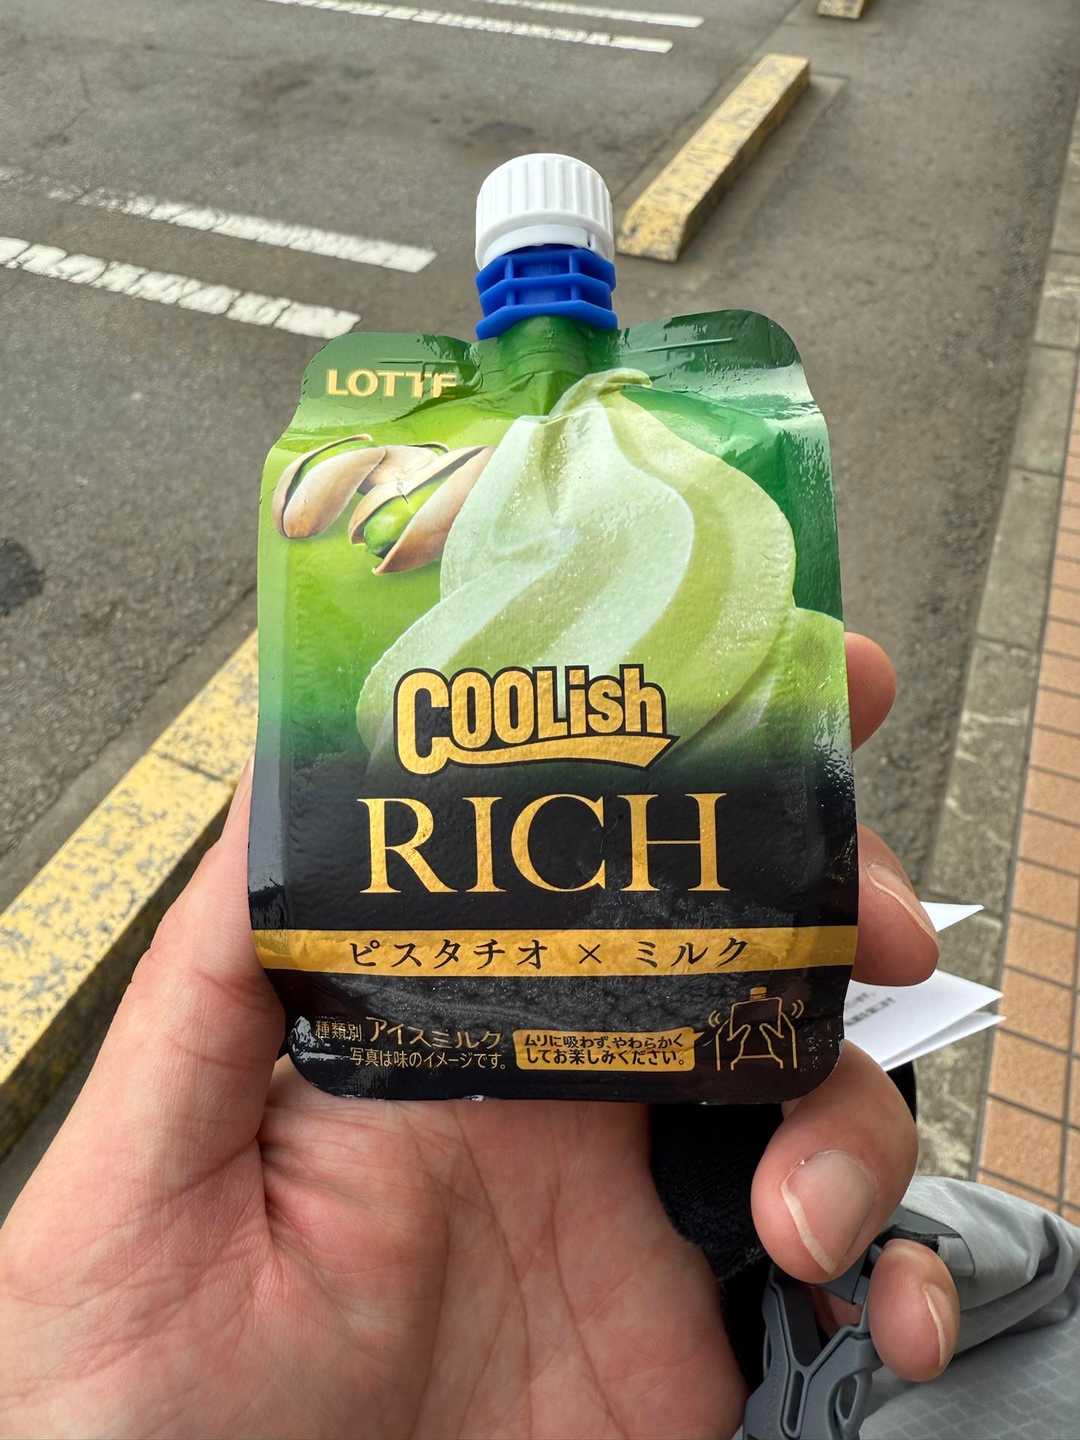 LOTTE
COOLish
RICH
ピスタチオ × ミルク
種類別 アイスミルク
写真は味のイメージです。
ムリに吸わず、やわらかく
してお楽しみください。